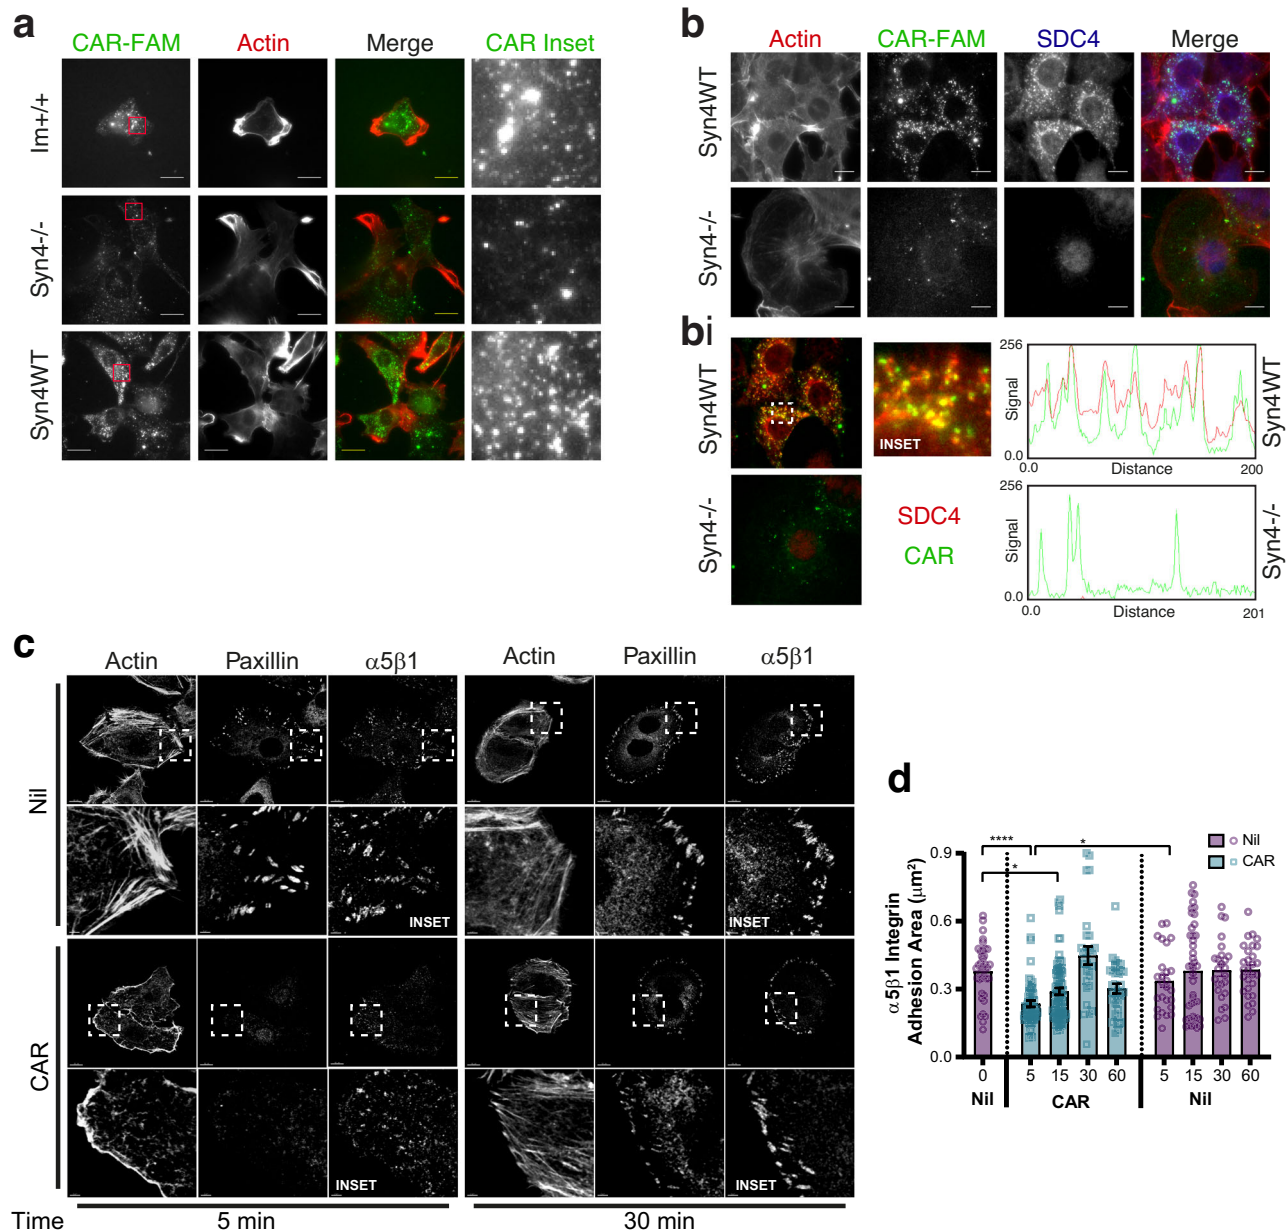 a
CAR-FAM Actin Merge CAR Inset
Im+/+
Syn4-/-
Syn4WT
b
Actin CAR-FAM SDC4 Merge
Syn4WT
Syn4-/-
bi
Syn4WT
INSET
256
Signal
0.0
0.0 Distance 200
Syn4WT
Syn4-/-
SDC4
CAR
256
Signal
0.0
0.0 Distance 201
Syn4-/-
c
Actin Paxillin α5β1 Actin Paxillin α5β1
Nil
INSET INSET
CAR
INSET INSET
Time 5 min 30 min
d
Nil
CAR
**** *
*
α5β1 Integrin
Adhesion Area (μm²)
0.9
0.6
0.3
0.0
0 5 15 30 60 5 15 30 60
Nil CAR Nil